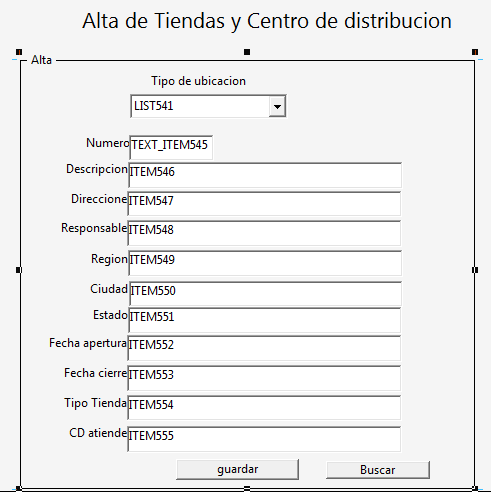 Alta de Tiendas y Centro de distribucion
Alta
Tipo de ubicacion
LIST541
Numero TEXT_ITEM545
Descripcion ITEM546
Direccione ITEM547
Responsable ITEM548
Region ITEM549
Ciudad ITEM550
Estado ITEM551
Fecha apertura ITEM552
Fecha cierre ITEM553
Tipo Tienda ITEM554
CD atiende ITEM555
guardar Buscar